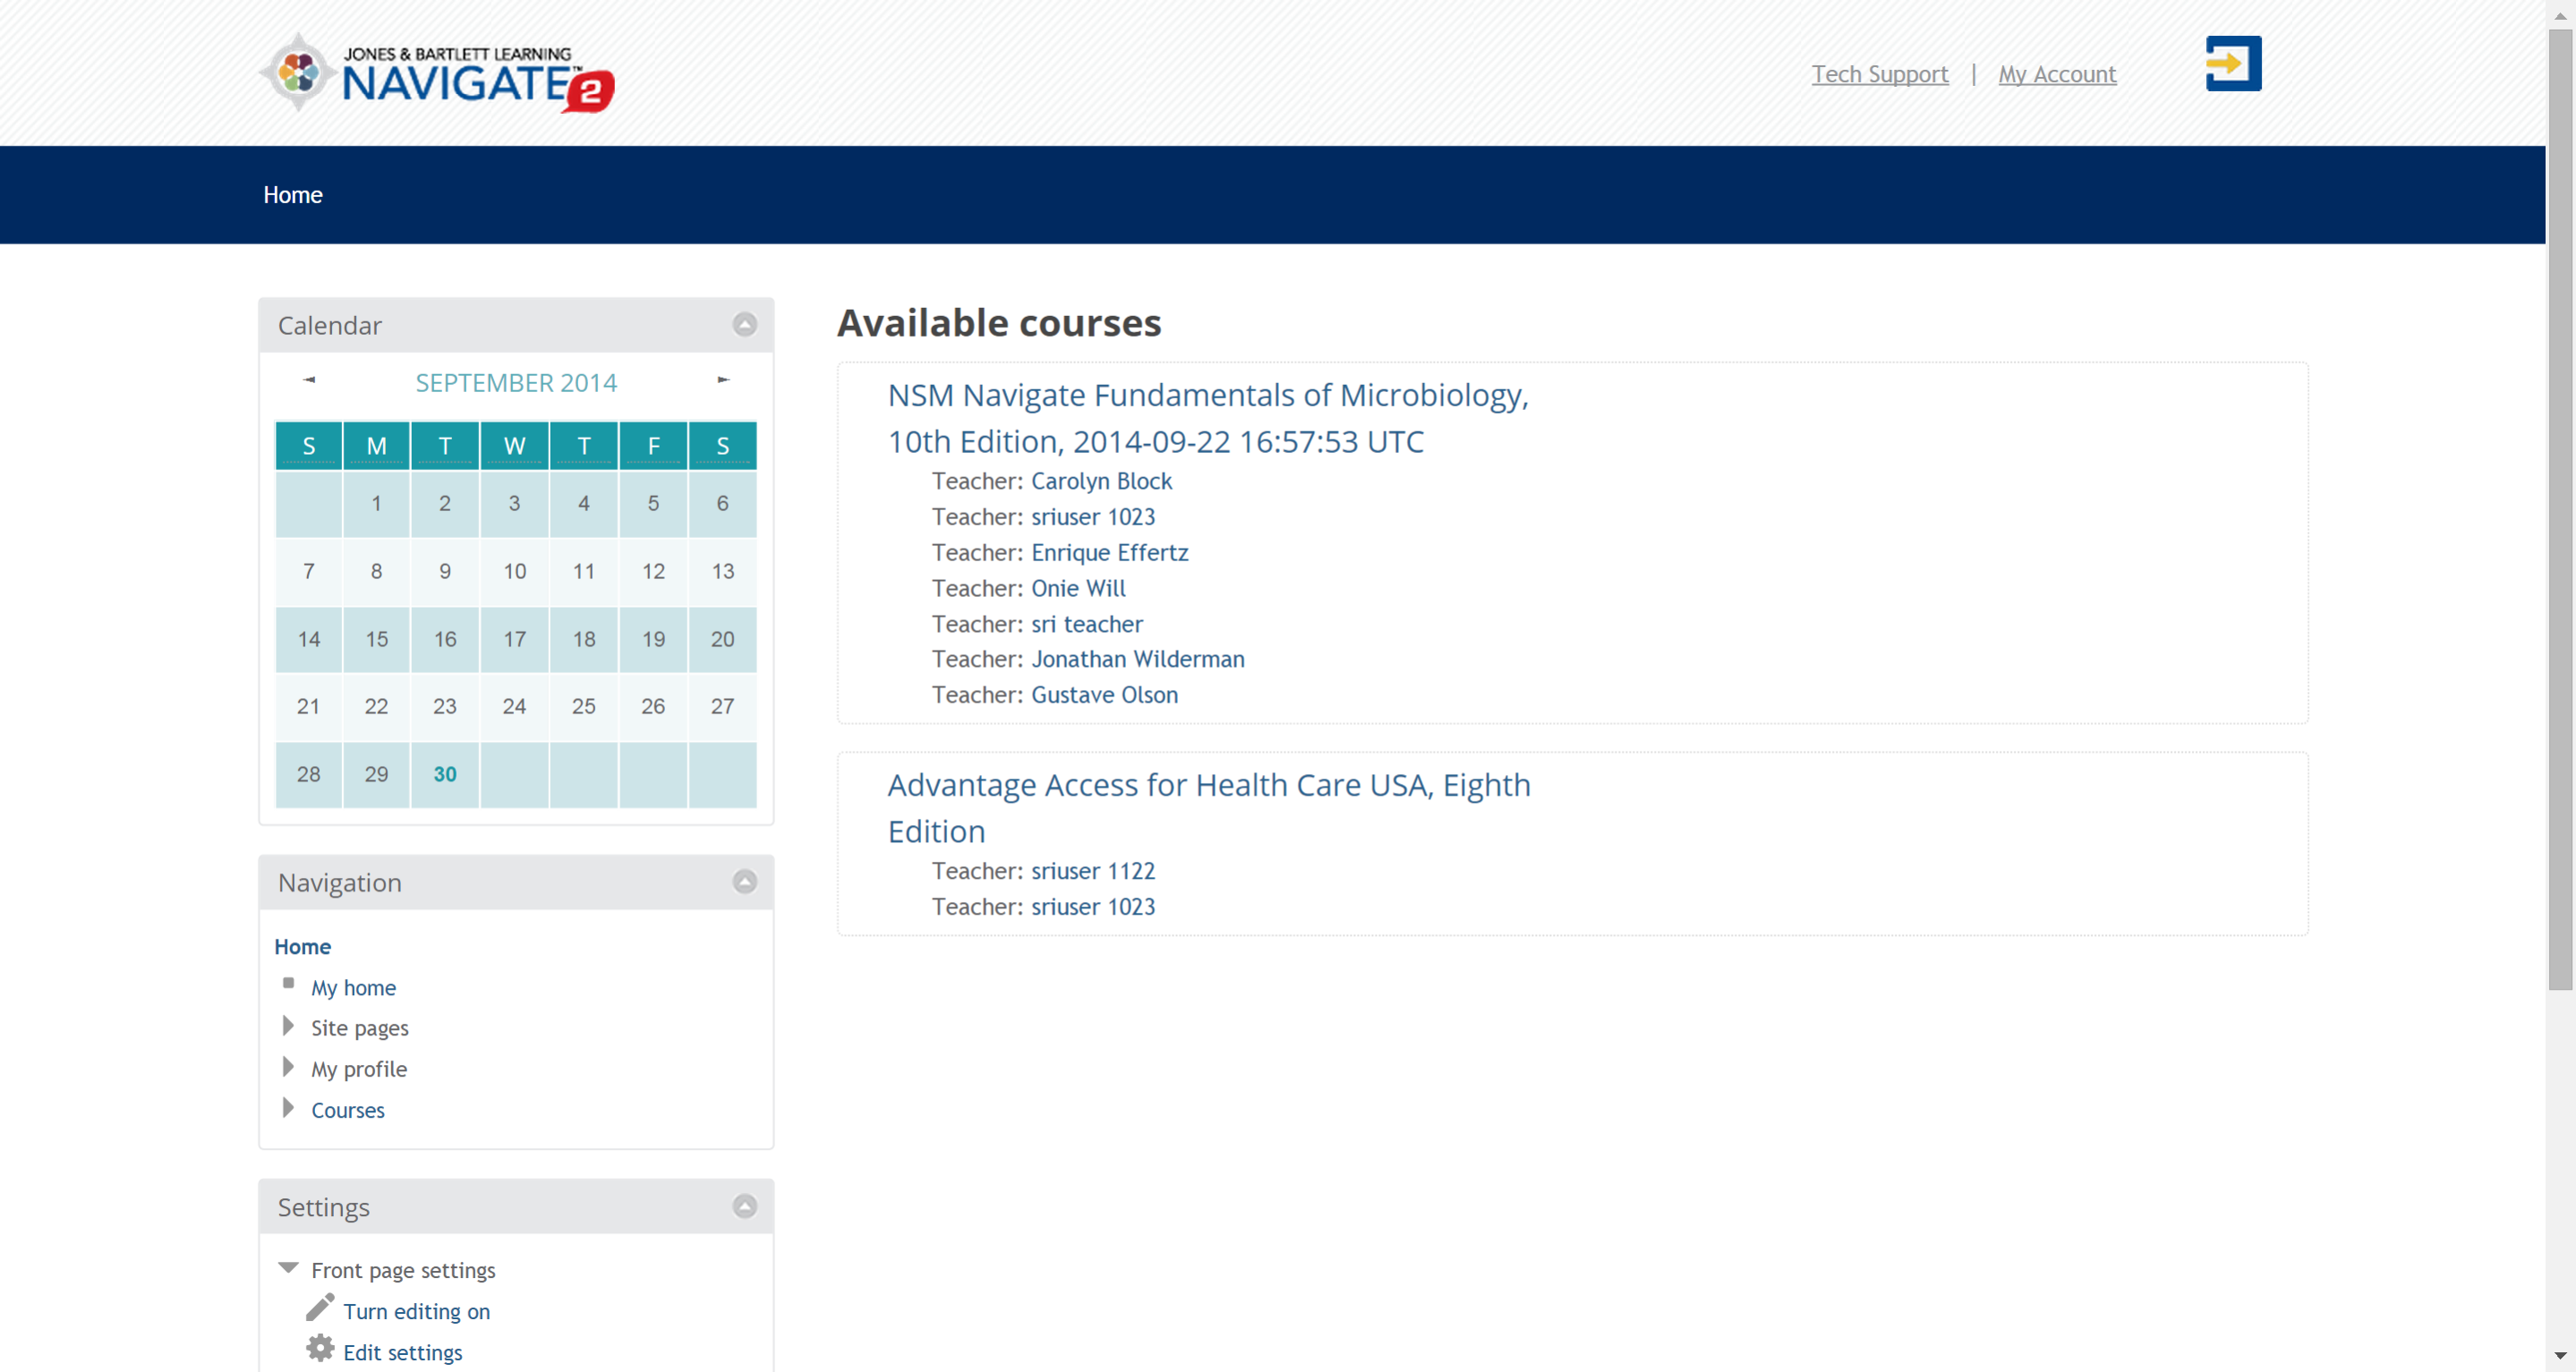 JONES & BARTLETT LEARNING
NAVIGATE™ 2
Tech Support | My Account
Home
Calendar
◄ SEPTEMBER 2014 ►
S M T W T F S
1 2 3 4 5 6
7 8 9 10 11 12 13
14 15 16 17 18 19 20
21 22 23 24 25 26 27
28 29 30
Navigation
Home
My home
Site pages
My profile
Courses
Settings
Front page settings
Turn editing on
Edit settings
Available courses
NSM Navigate Fundamentals of Microbiology,
10th Edition, 2014-09-22 16:57:53 UTC
Teacher: Carolyn Block
Teacher: sriuser 1023
Teacher: Enrique Effertz
Teacher: Onie Will
Teacher: sri teacher
Teacher: Jonathan Wilderman
Teacher: Gustave Olson
Advantage Access for Health Care USA, Eighth
Edition
Teacher: sriuser 1122
Teacher: sriuser 1023